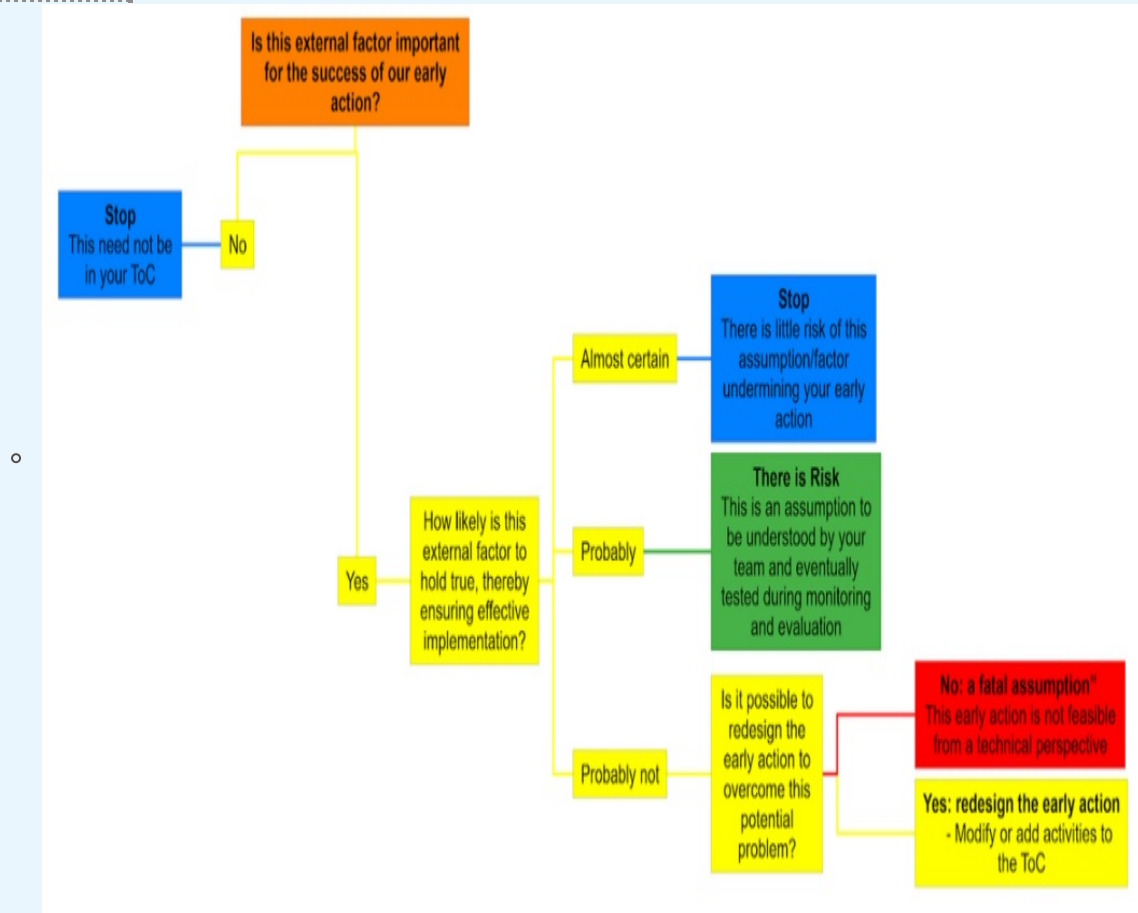 Is this external factor important
for the success of our early
action?
Stop
This need not be
in your ToC
No
Almost certain
Stop
There is little risk of this
assumption/factor
undermining your early
action
Yes
How likely is this
external factor to
hold true, thereby
ensuring effective
implementation?
Probably
There is Risk
This is an assumption to
be understood by your
team and eventually
tested during monitoring
and evaluation
Probably not
Is it possible to
redesign the
early action to
overcome this
potential
problem?
No: a fatal assumption"
This early action is not feasible
from a technical perspective
Yes: redesign the early action
- Modify or add activities to
the ToC